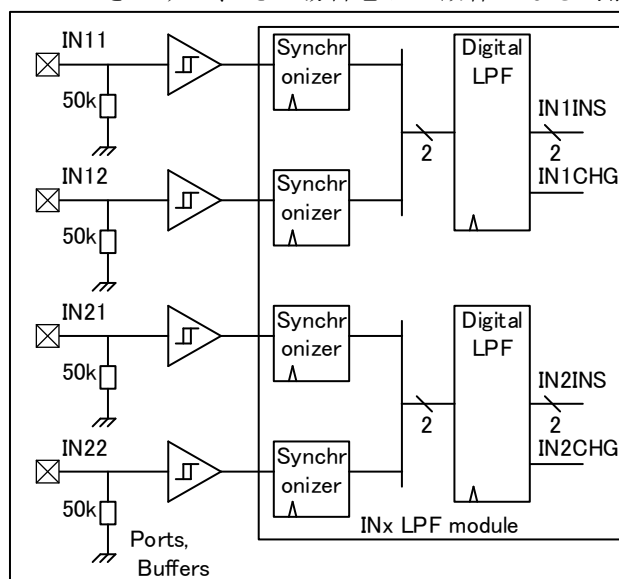 IN11
50k
Synchr
onizer
Digital
LPF
IN1INS
2
2
IN1CHG
IN12
50k
Synchr
onizer
IN21
50k
Synchr
onizer
Digital
LPF
IN2INS
2
2
IN2CHG
IN22
50k
Synchr
onizer
Ports,
Buffers
INx LPF module